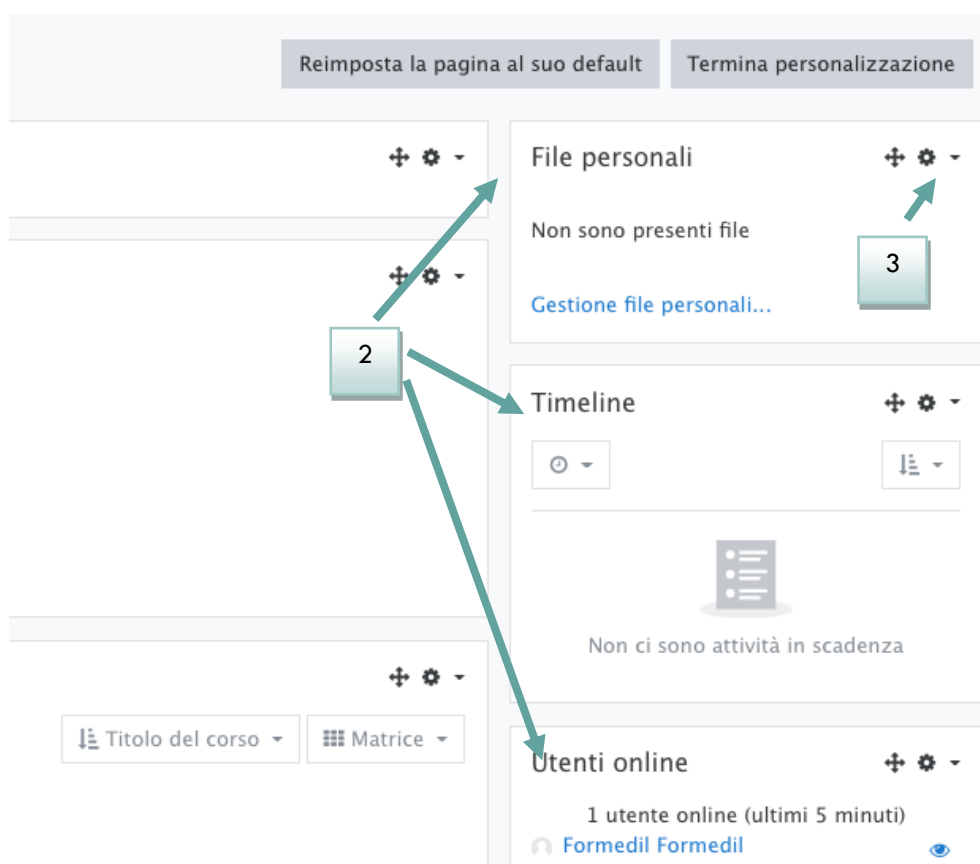 Reimposta la pagina al suo default
Termina personalizzazione
File personali
Non sono presenti file
3
Gestione file personali...
2
Timeline
Non ci sono attività in scadenza
Titolo del corso
Matrice
Utenti online
1 utente online (ultimi 5 minuti)
Formedil Formedil